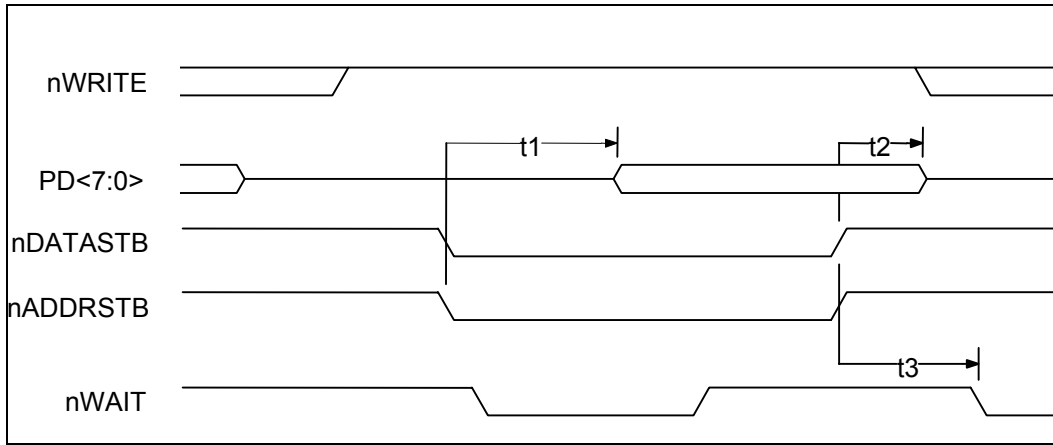 nWRITE
t1
t2
PD<7:0>
nDATASTB
nADDRSTB
t3
nWAIT